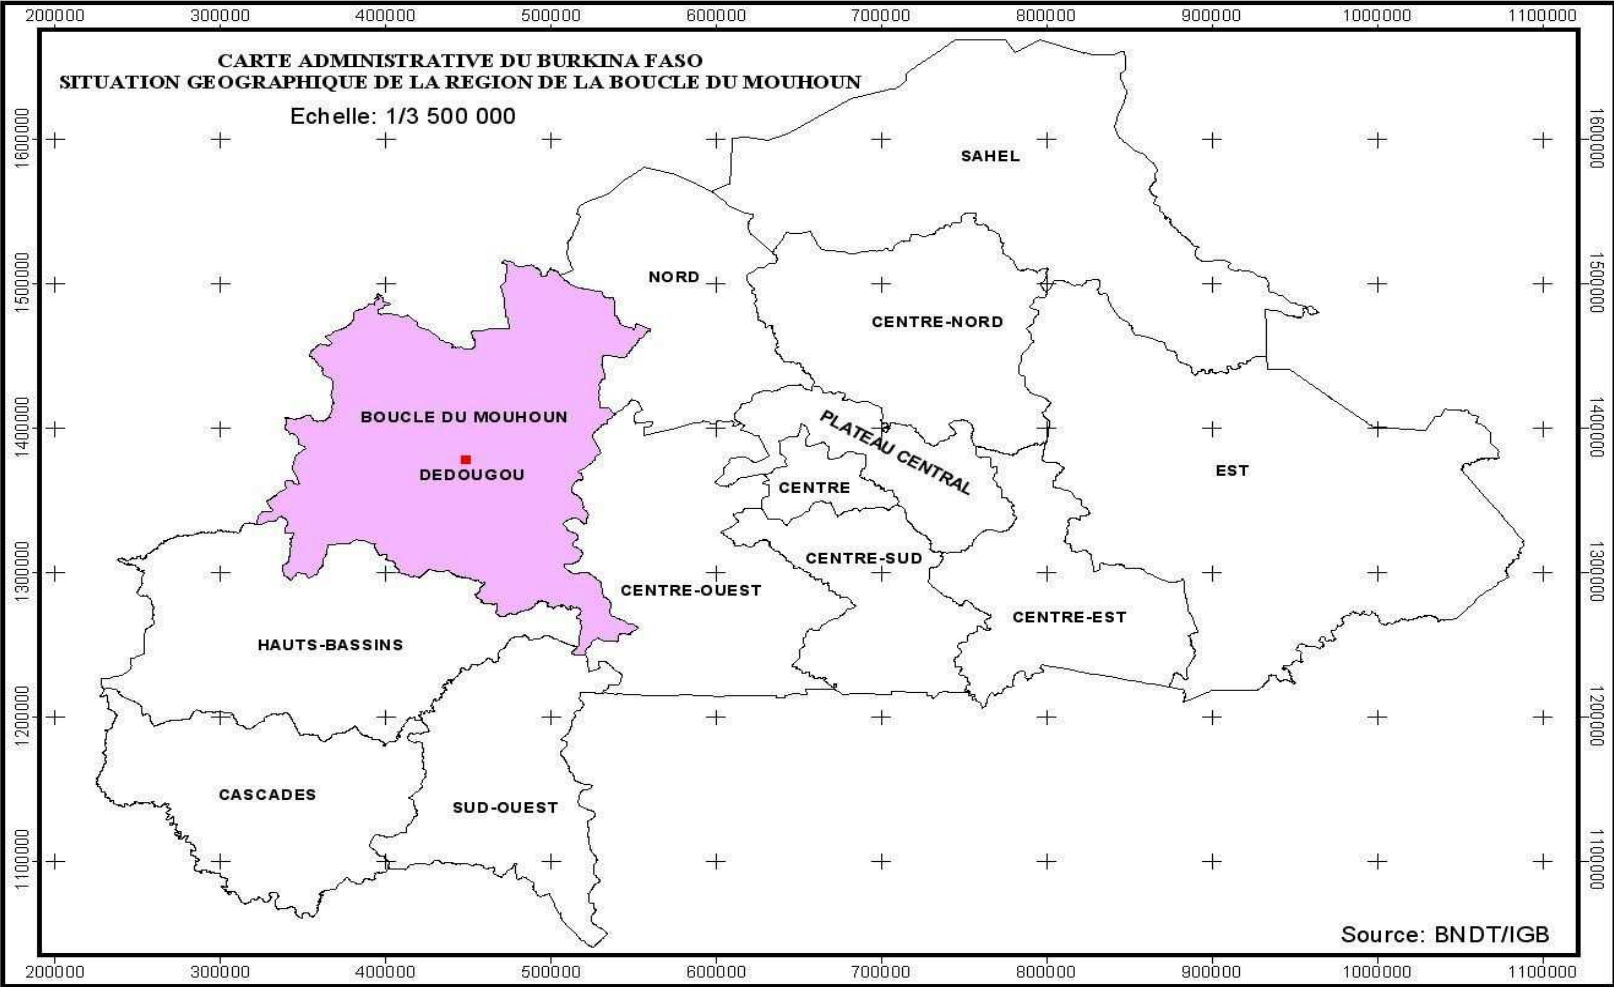 200000 300000 400000 500000 600000 700000 800000 900000 1000000 1100000
CARTE ADMINISTRATIVE DU BURKINA FASO
SITUATION GEOGRAPHIQUE DE LA REGION DE LA BOUCLE DU MOUHOUN
Echelle: 1/3 500 000
1600000 1600000
SAHEL
NORD
1500000 1500000
CENTRE-NORD
BOUCLE DU MOUHOUN
1400000 1400000
PLATEAU CENTRAL
EST
DEDOUGOU
CENTRE
CENTRE-SUD
1300000 1300000
CENTRE-OUEST
CENTRE-EST
HAUTS-BASSINS
1200000 1200000
CASCADES
SUD-OUEST
1100000 1100000
Source: BNDT/IGB
200000 300000 400000 500000 600000 700000 800000 900000 1000000 1100000